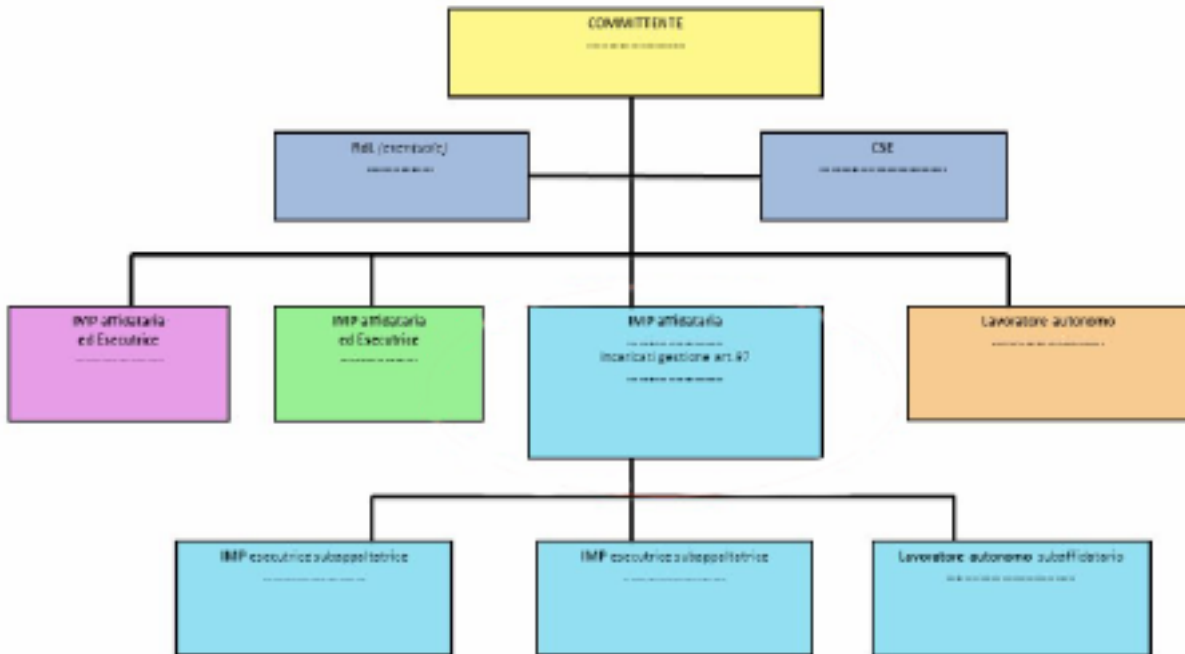 COMMITTENTE
RdL (eventuale)
CSE
IMP affidataria
ed Esecutrice
IMP affidataria
ed Esecutrice
IMP affidataria
incaricati gestione art.97
Lavoratore autonomo
IMP esecutrice subappaltatrice
IMP esecutrice subappaltatrice
Lavoratore autonomo subaffidatario